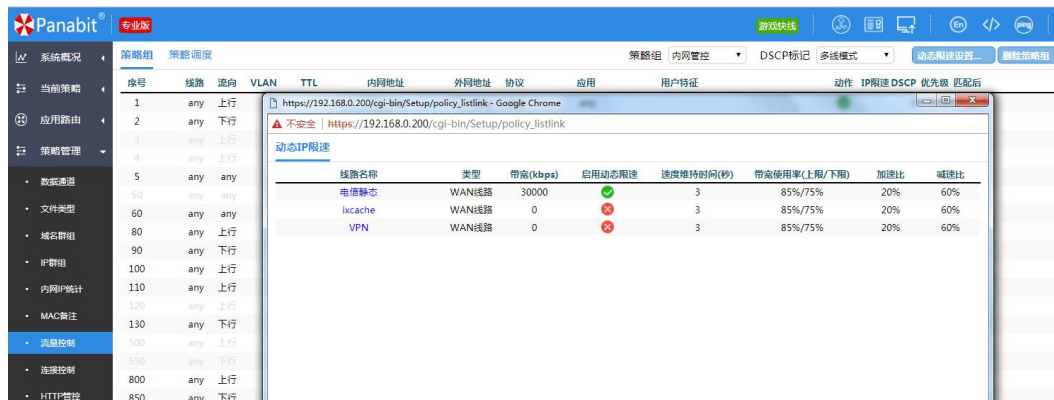 Panabit® 专业版 游戏快线 En </> ping
系统概况
当前策略
应用路由
策略管理
数据通道
文件类型
域名群组
IP群组
内网IP统计
MAC备注
流量控制
连接控制
HTTP管控
策略组 策略调度 策略组 内网管控 DSCP标记 多线模式 动态限速设置... 删除策略组
序号 线路 流向 VLAN TTL 内网地址 外网地址 协议 应用 用户特征 动作 IP限速 DSCP 优先级 匹配后
1 any 上行
2 any 下行
3 any 上行
4 any 上行
5 any any
50 any any
60 any any
80 any 上行
90 any 下行
100 any 上行
110 any 上行
120 any 上行
130 any 下行
500 any 上行
550 any 下行
800 any 上行
850 any 下行
https://192.168.0.200/cgi-bin/Setup/policy_listlink - Google Chrome
不安全 | https://192.168.0.200/cgi-bin/Setup/policy_listlink
动态IP限速
线路名称 类型 带宽(kbps) 启用动态限速 速度维持时间(秒) 带宽使用率(上限/下限) 加速比 减速比
电信静态 WAN线路 30000 3 85%/75% 20% 60%
ixcache WAN线路 0 3 85%/75% 20% 60%
VPN WAN线路 0 3 85%/75% 20% 60%